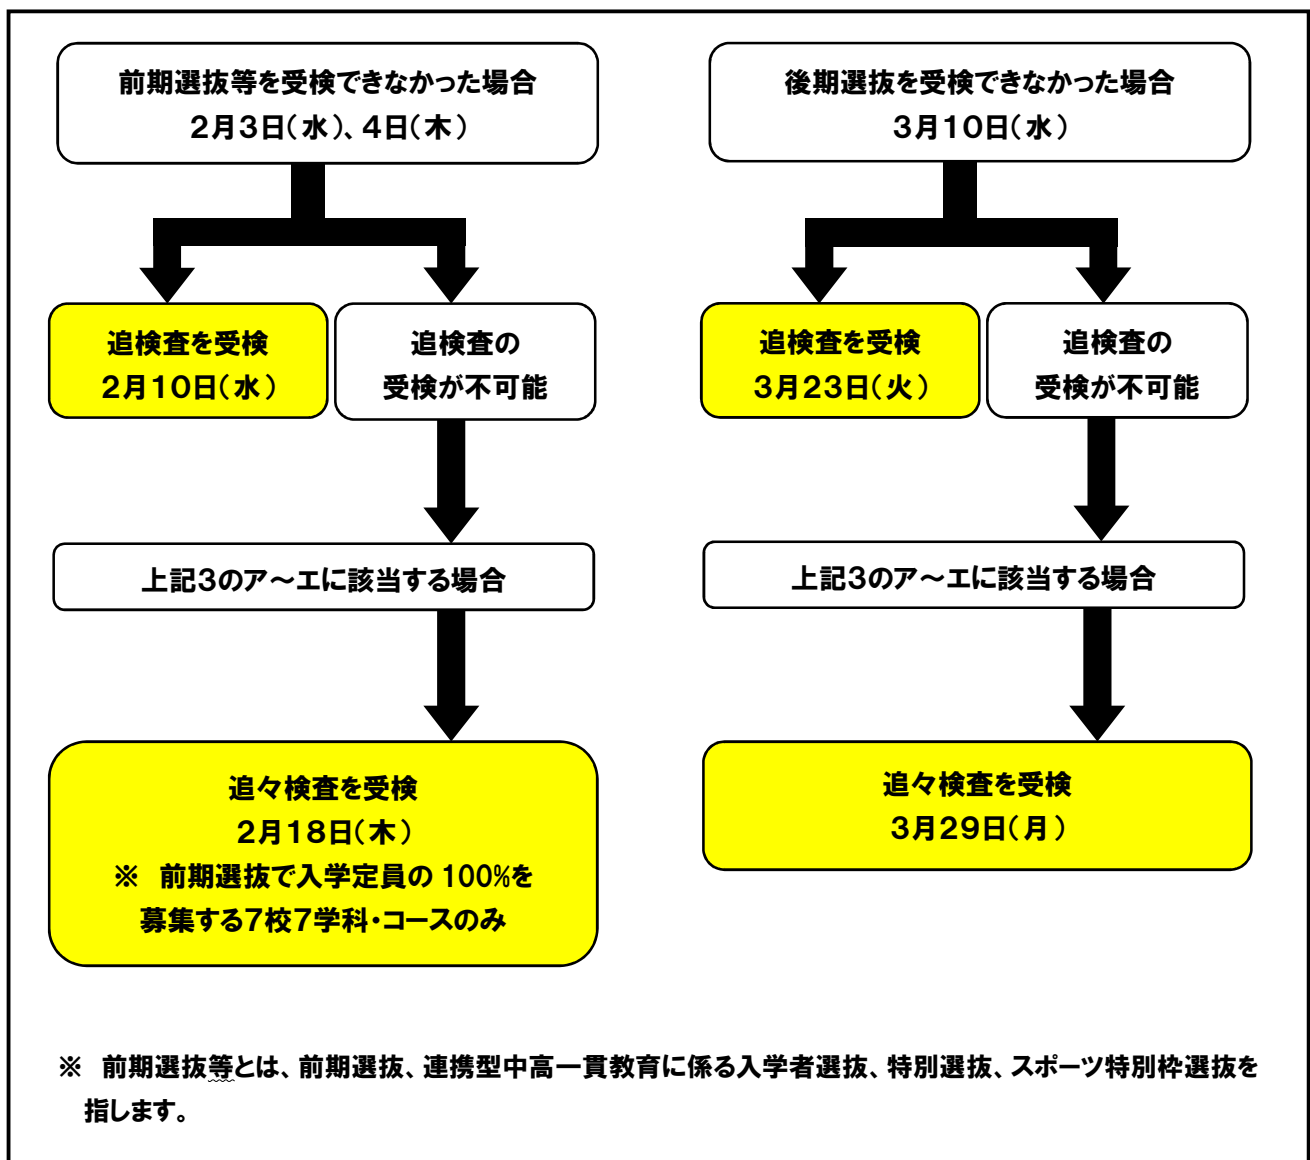 前期選抜等を受検できなかった場合
2月3日(水)、4日(木)
追検査を受検
2月10日(水)
追検査の
受検が不可能
上記3のア～エに該当する場合
追々検査を受検
2月18日(木)
※ 前期選抜で入学定員の 100%を
募集する7校7学科・コースのみ
後期選抜を受検できなかった場合
3月10日(水)
追検査を受検
3月23日(火)
追検査の
受検が不可能
上記3のア～エに該当する場合
追々検査を受検
3月29日(月)
※ 前期選抜等とは、前期選抜、連携型中高一貫教育に係る入学者選抜、特別選抜、スポーツ特別枠選抜を
指します。